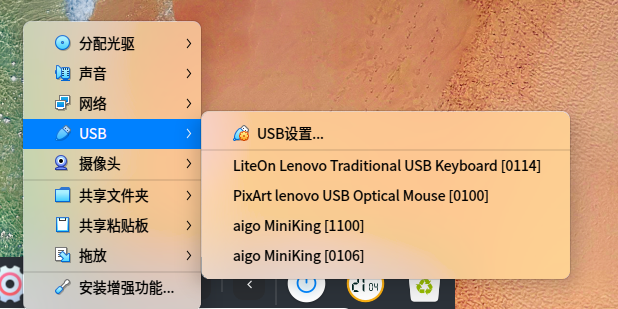 分配光驱
声音
网络
USB
摄像头
共享文件夹
共享粘贴板
拖放
安装增强功能...
USB设置...
LiteOn Lenovo Traditional USB Keyboard [0114]
PixArt lenovo USB Optical Mouse [0100]
aigo MiniKing [1100]
aigo MiniKing [0106]
21 04